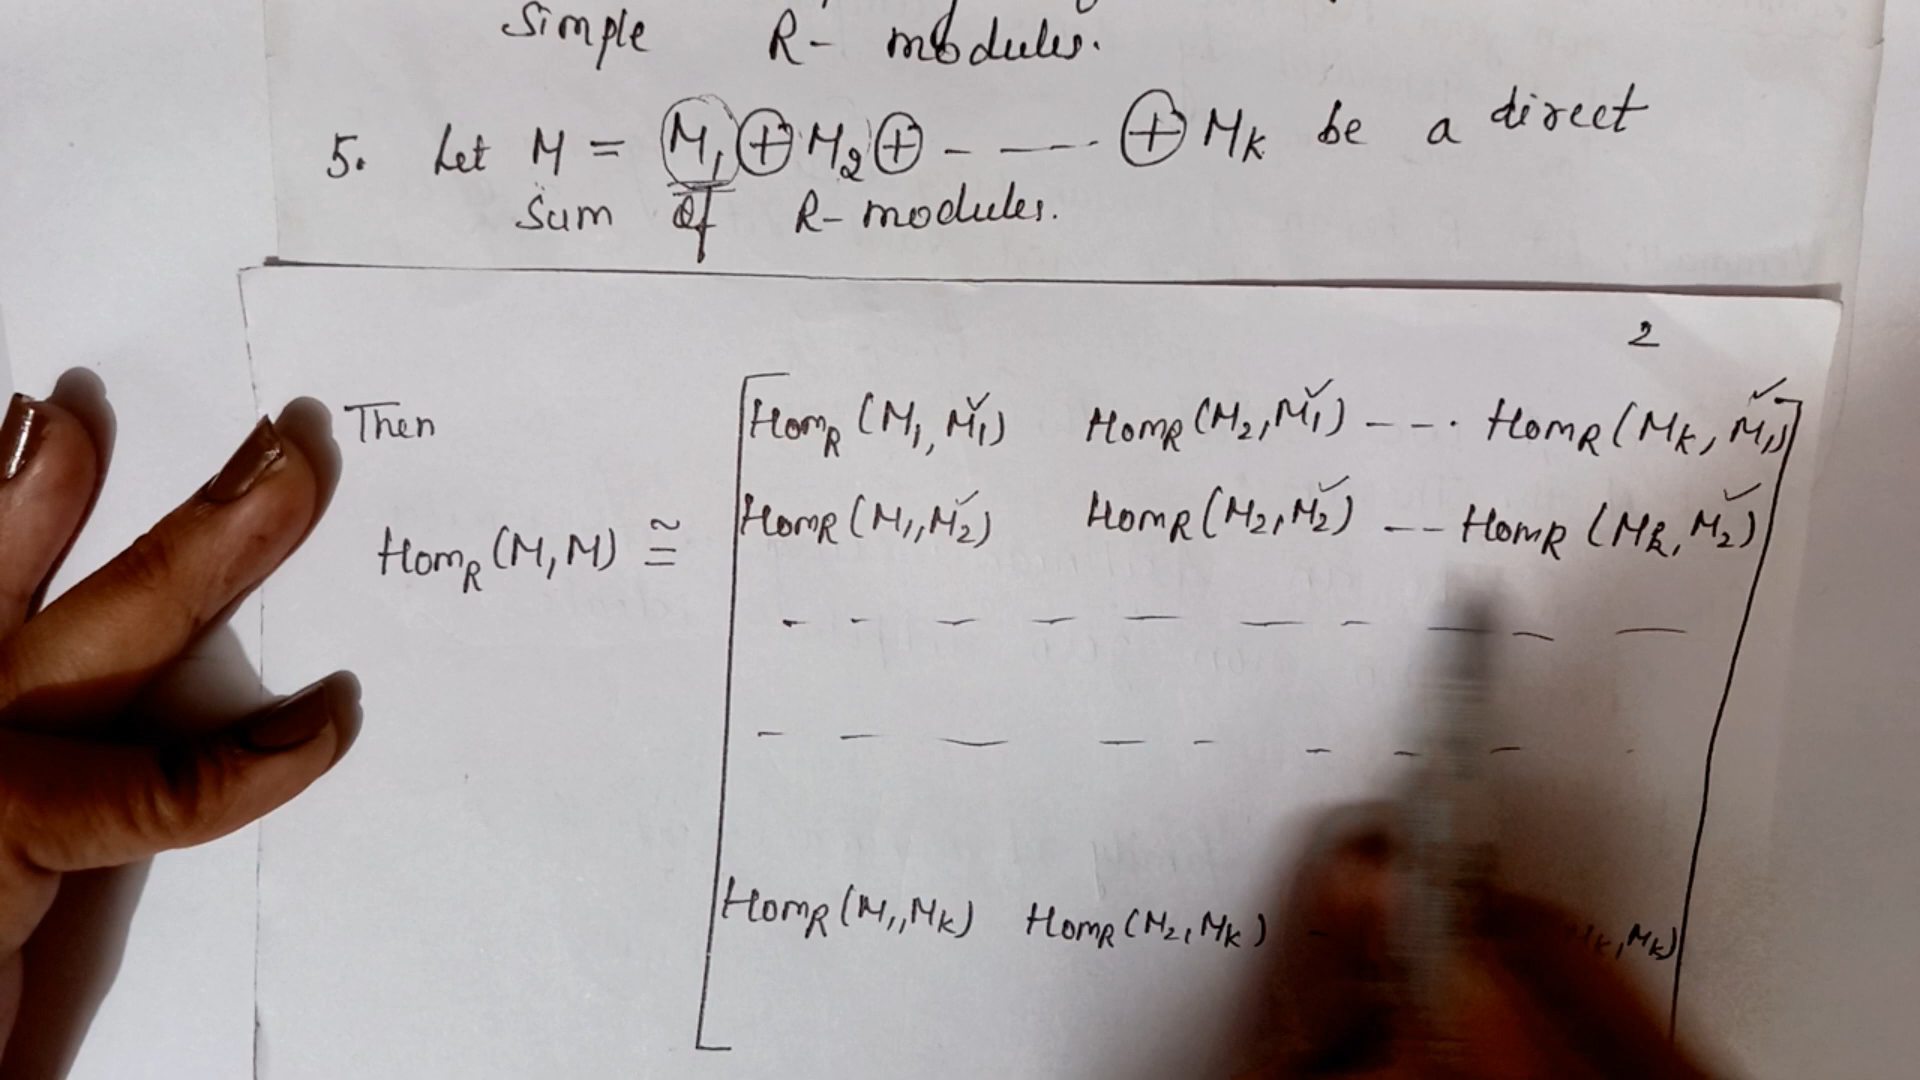 Simple R- modules.
5. Let M = M₁ ⊕ M₂ ⊕ - --- ⊕ Mₖ be a direct
Sum of R-modules.
2
Then
Homᵣ (M₁, M₁) Homᵣ (M₂, M₁) --- · Homᵣ (Mₖ, M₁)
Homᵣ (M₁, M₂) Homᵣ (M₂, M₂) --- Homᵣ (Mₖ, M₂)
Homᵣ (M, M) ≅
- - - - - - - - - -
- - - - - - - - -
Homᵣ (M₁, Mₖ) Homᵣ (M₂, Mₖ) - Mₖ, Mₖ)